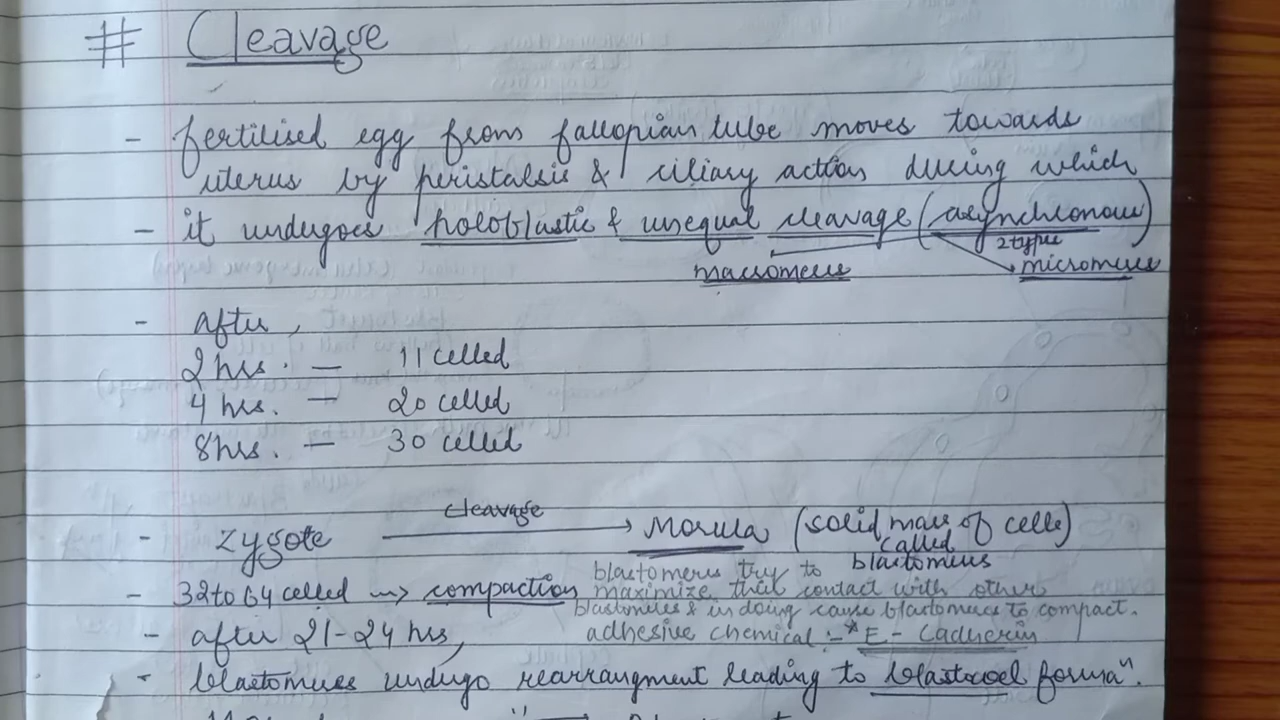 # Cleavage
- fertilised egg from fallopian tube moves towards
uterus by peristalsis & ciliary action during which
- it undergoes holoblastic & unequal cleavage (asynchronous)
2 types
macromeres micromeres
- after,
2 hrs. — 11 celled
4 hrs. — 20 celled
8 hrs. — 30 celled
cleavage
- Zygote → Morula (solid mass of cells)
called
blastomeres
blastomeres try to
- 32 to 64 celled → compaction maximize their contact with other
blastomeres & in doing cause blastomeres to compact.
- after 21-24 hrs, adhesive chemical :- *E - Cadherin
- blastomeres undergo rearrangment leading to blastocoel forma".